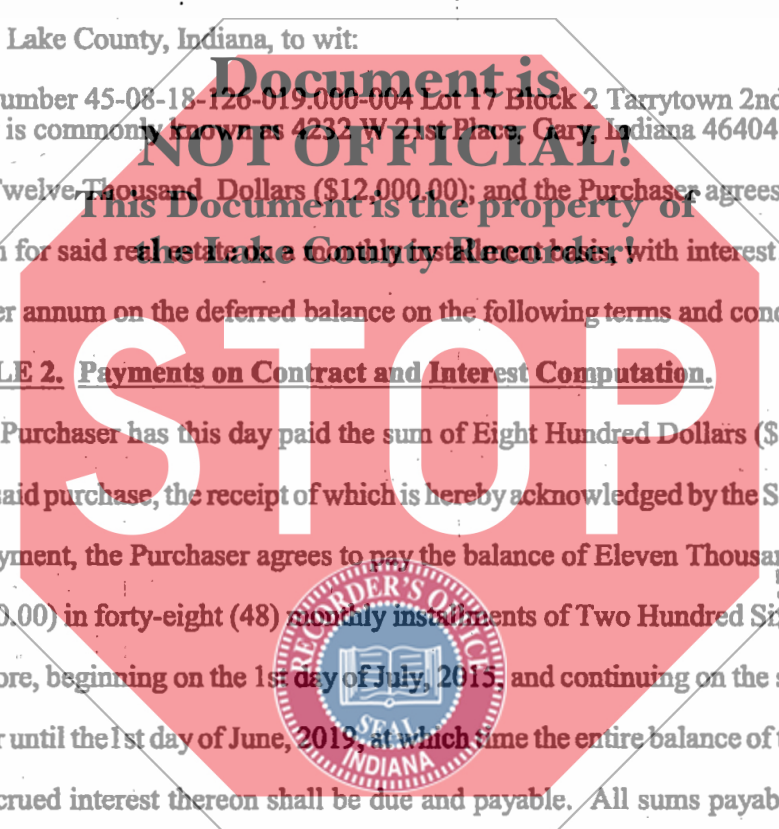 Lake County, Indiana, to wit:
Document is
umber 45-08-18-126-019.000-004 Lot 17 Block 2 Tarrytown 2nd
is commonly known as 4232 W 21st Place, Gary, Indiana 46404
NOT OFFICIAL!
Twelve Thousand Dollars ($12,000.00); and the Purchaser agrees
This Document is the property of
for said real estate on a monthly installment basis, with interest
the Lake County Recorder!
er annum on the deferred balance on the following terms and cond
LE 2. Payments on Contract and Interest Computation.
STOP
Purchaser has this day paid the sum of Eight Hundred Dollars ($
said purchase, the receipt of which is hereby acknowledged by the S
yment, the Purchaser agrees to pay the balance of Eleven Thousan
0.00) in forty-eight (48) monthly installments of Two Hundred Six
RECORDER'S OFFICE
ore, beginning on the 1st day of July, 2015, and continuing on the s
r until the 1st day of June, 2019, at which time the entire balance of t
SEAL
INDIANA
crued interest thereon shall be due and payable. All sums payab